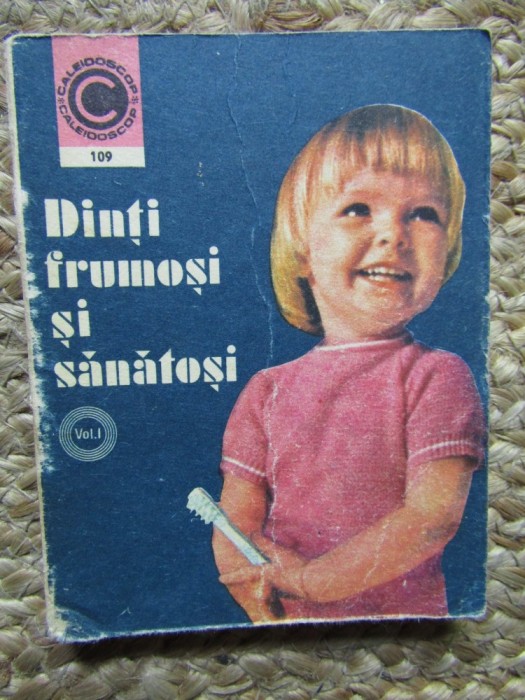 CALEIDOSCOP
C
CALEIDOSCOP
109
Dinți
frumoși
și
sănătoși
Vol.I